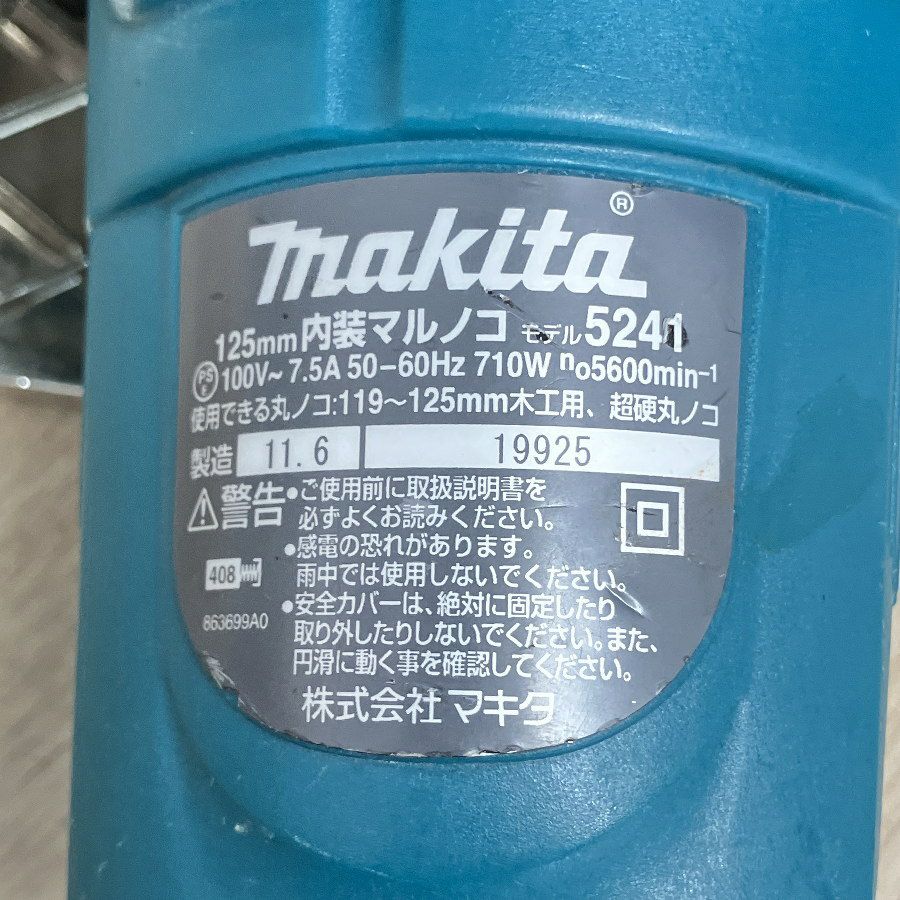 makita®
125mm 内装マルノコ モデル 5241
PS E 100V~ 7.5A 50-60Hz 710W n₀5600min⁻¹
使用できる丸ノコ:119～125mm木工用、超硬丸ノコ
製造 11.6 19925
⚠警告 •ご使用前に取扱説明書を
必ずよくお読みください。
•感電の恐れがあります。
雨中では使用しないでください。
•安全カバーは、絶対に固定したり
取り外したりしないでください。また、
円滑に動く事を確認してください。
408
863699A0
株式会社 マキタ